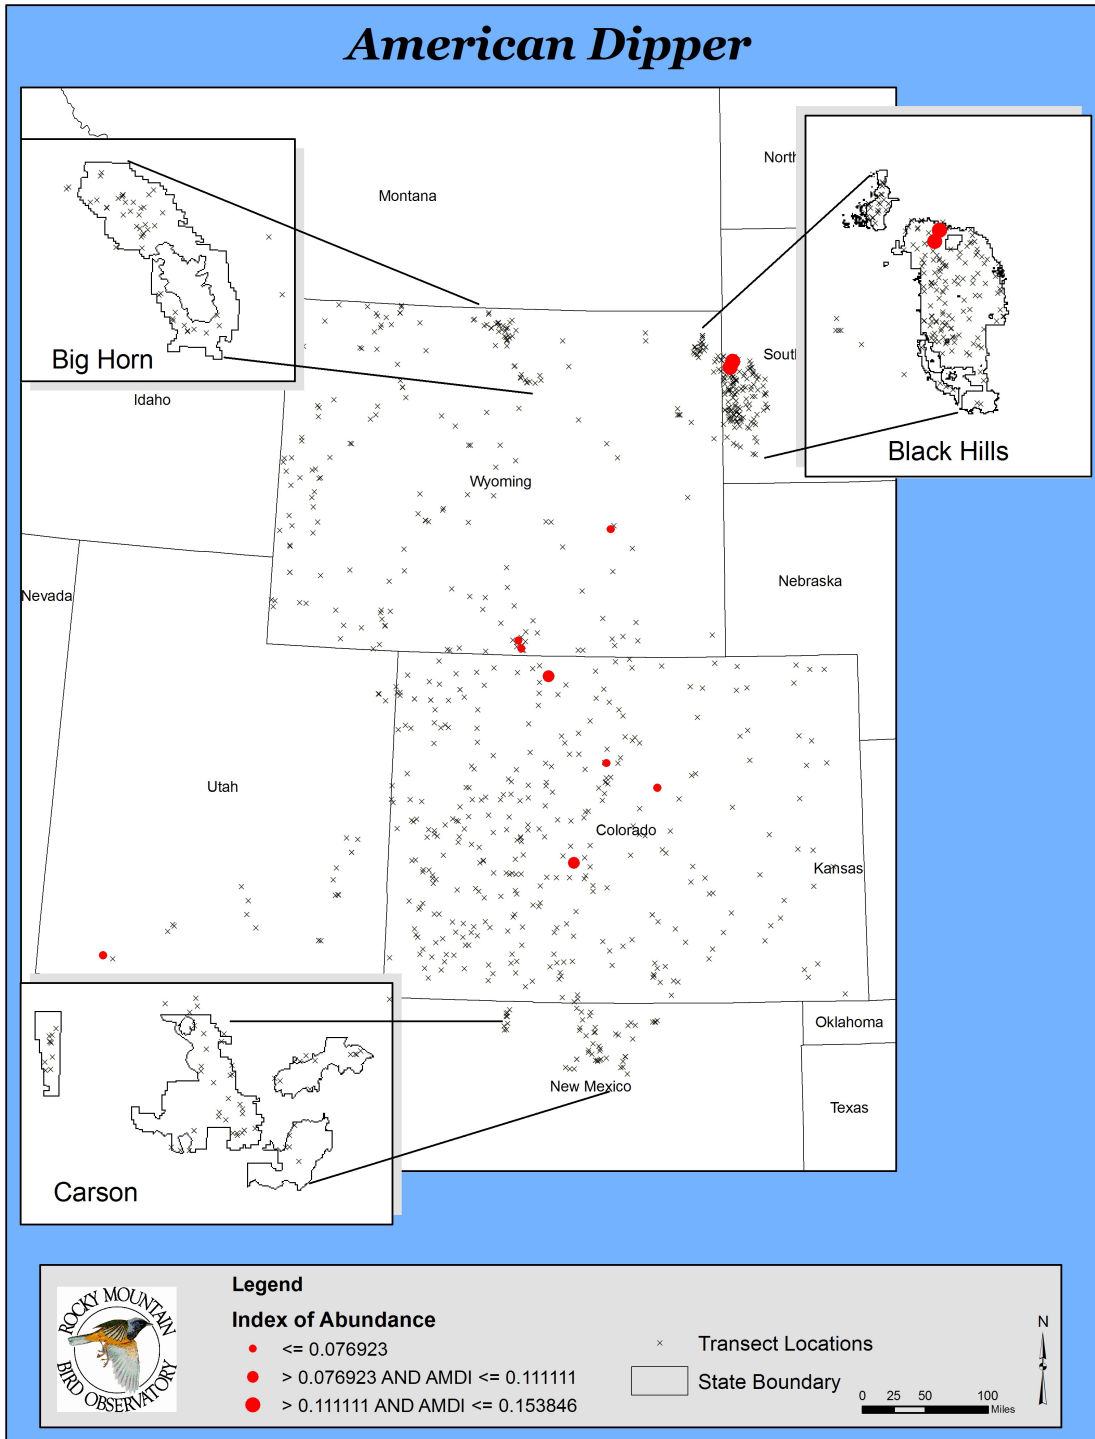 American Dipper
Montana
North
South
Big Horn
Idaho
Black Hills
Wyoming
Nebraska
Nevada
Utah
Colorado
Kansas
Oklahoma
New Mexico
Texas
Carson
Legend
Index of Abundance
<= 0.076923
> 0.076923 AND AMDI <= 0.111111
> 0.111111 AND AMDI <= 0.153846
Transect Locations
State Boundary
N
0 25 50 100
Miles
ROCKY MOUNTAIN
BIRD OBSERVATORY